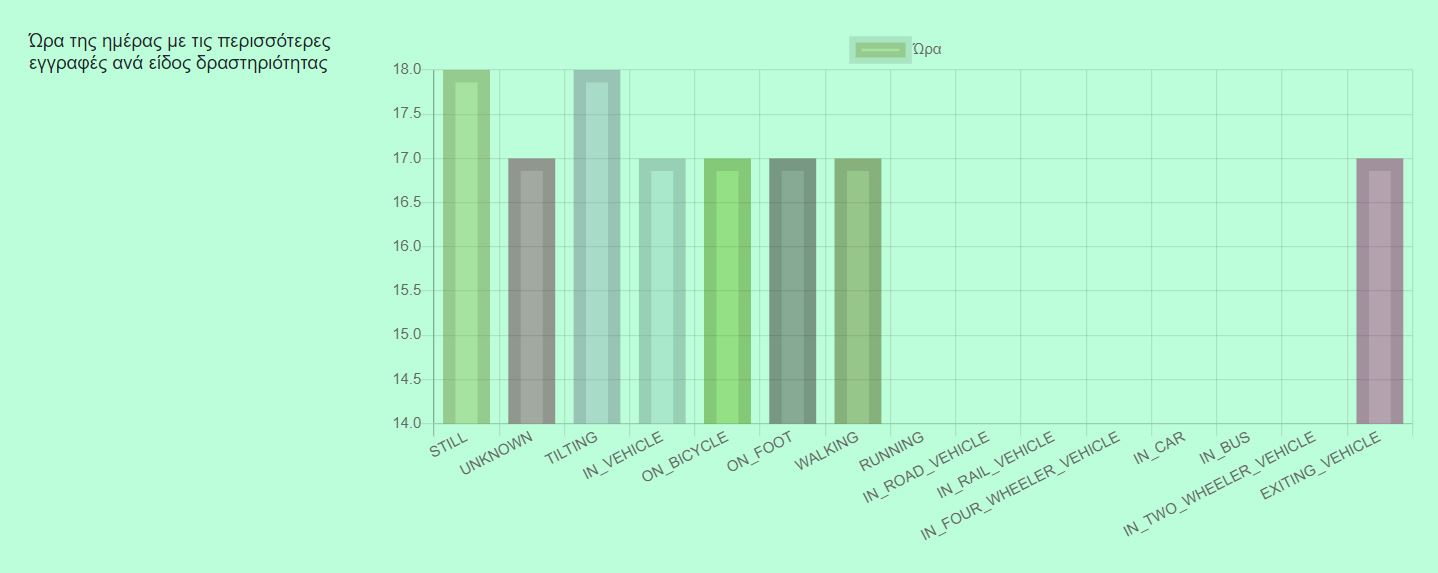 Ώρα της ημέρας με τις περισσότερες
εγγραφές ανά είδος δραστηριότητας
Ώρα
18.0
17.5
17.0
16.5
16.0
15.5
15.0
14.5
14.0
STILL
UNKNOWN
TILTING
IN_VEHICLE
ON_BICYCLE
ON_FOOT
WALKING
RUNNING
IN_ROAD_VEHICLE
IN_RAIL_VEHICLE
IN_FOUR_WHEELER_VEHICLE
IN_CAR
IN_BUS
IN_TWO_WHEELER_VEHICLE
EXITING_VEHICLE